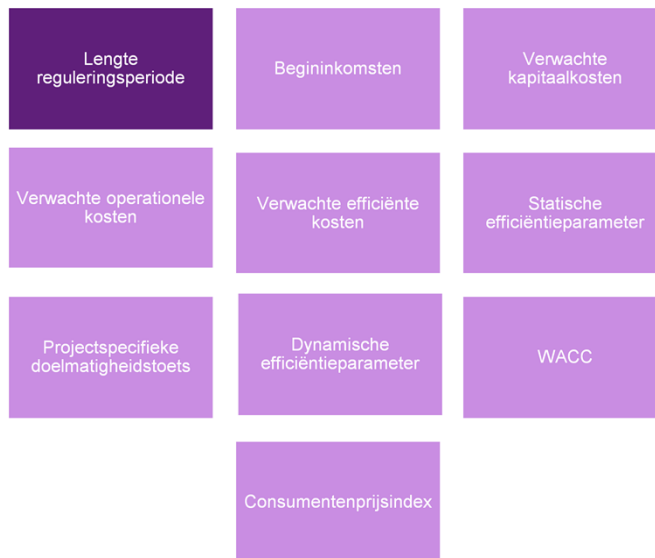 Lengte
reguleringsperiode
Begininkomsten
Verwachte
kapitaalkosten
Verwachte operationele
kosten
Verwachte efficiënte
kosten
Statische
efficiëntieparameter
Projectspecifieke
doelmatigheidstoets
Dynamische
efficiëntieparameter
WACC
Consumentenprijsindex